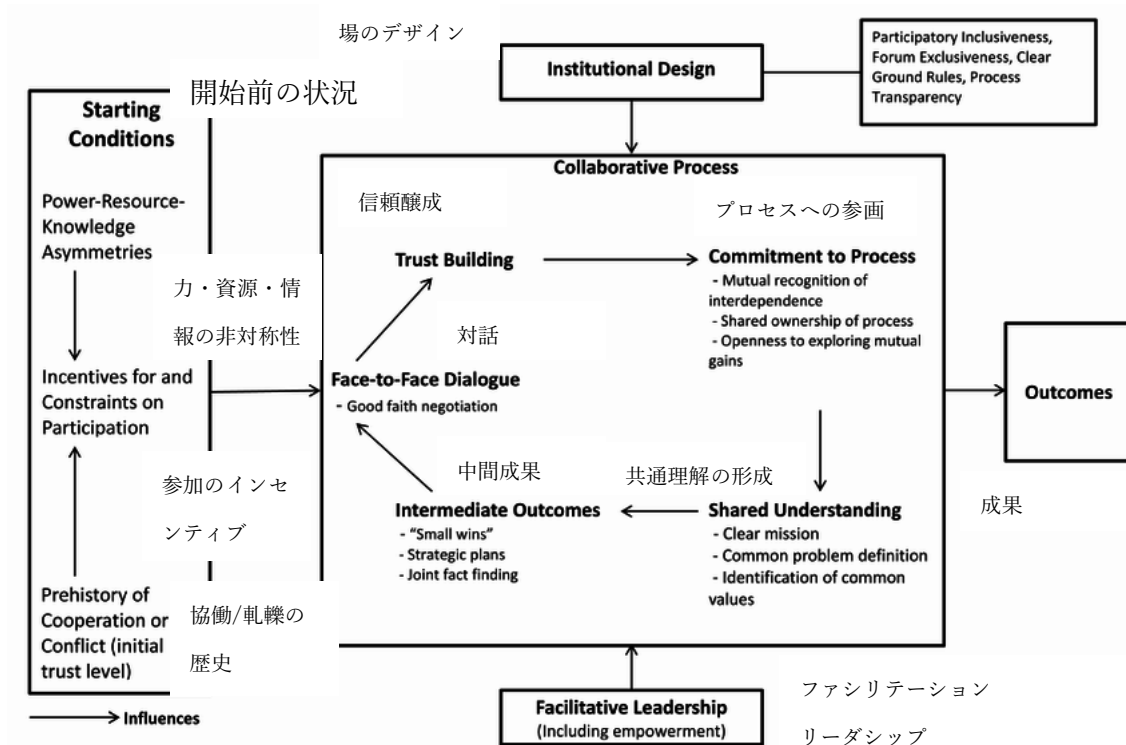 場のデザイン
Institutional Design
Participatory Inclusiveness,
Forum Exclusiveness, Clear
Ground Rules, Process
Transparency
開始前の状況
Starting
Conditions
Power-Resource-
Knowledge
Asymmetries
力・資源・情
報の非対称性
Incentives for and
Constraints on
Participation
参加のインセ
ンティブ
Prehistory of
Cooperation or
Conflict (initial
trust level)
協働/軋轢の
歴史
Influences
Collaborative Process
信頼醸成
Trust Building
プロセスへの参画
Commitment to Process
- Mutual recognition of
interdependence
- Shared ownership of process
- Openness to exploring mutual
gains
対話
Face-to-Face Dialogue
- Good faith negotiation
中間成果
Intermediate Outcomes
- “Small wins”
- Strategic plans
- Joint fact finding
共通理解の形成
Shared Understanding
- Clear mission
- Common problem definition
- Identification of common
values
Outcomes
成果
Facilitative Leadership
(Including empowerment)
ファシリテーション
リーダシップ